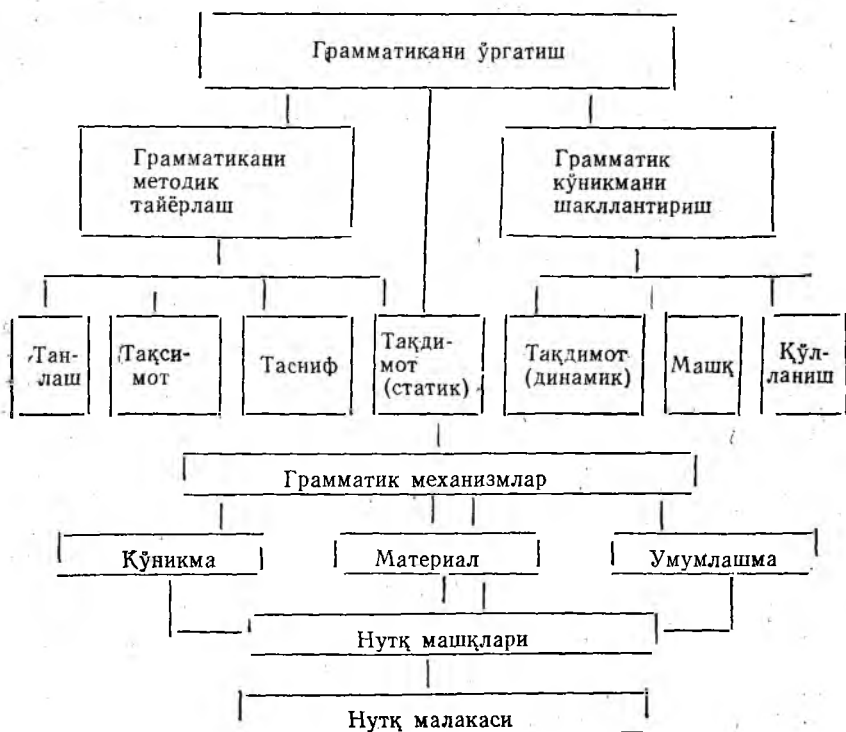 Грамматикани ўргатиш
Грамматикани
методик
тайёрлаш
Грамматик
кўникмани
шакллантириш
Тан-
лаш
Тақси-
мот
Тасниф
Тақди-
мот
(статик)
Тақдимот
(динамик)
Машқ
Қўл-
ланиш
Грамматик механизмлар
Кўникма
Материал
Умумлашма
Нутқ машқлари
Нутқ малакаси